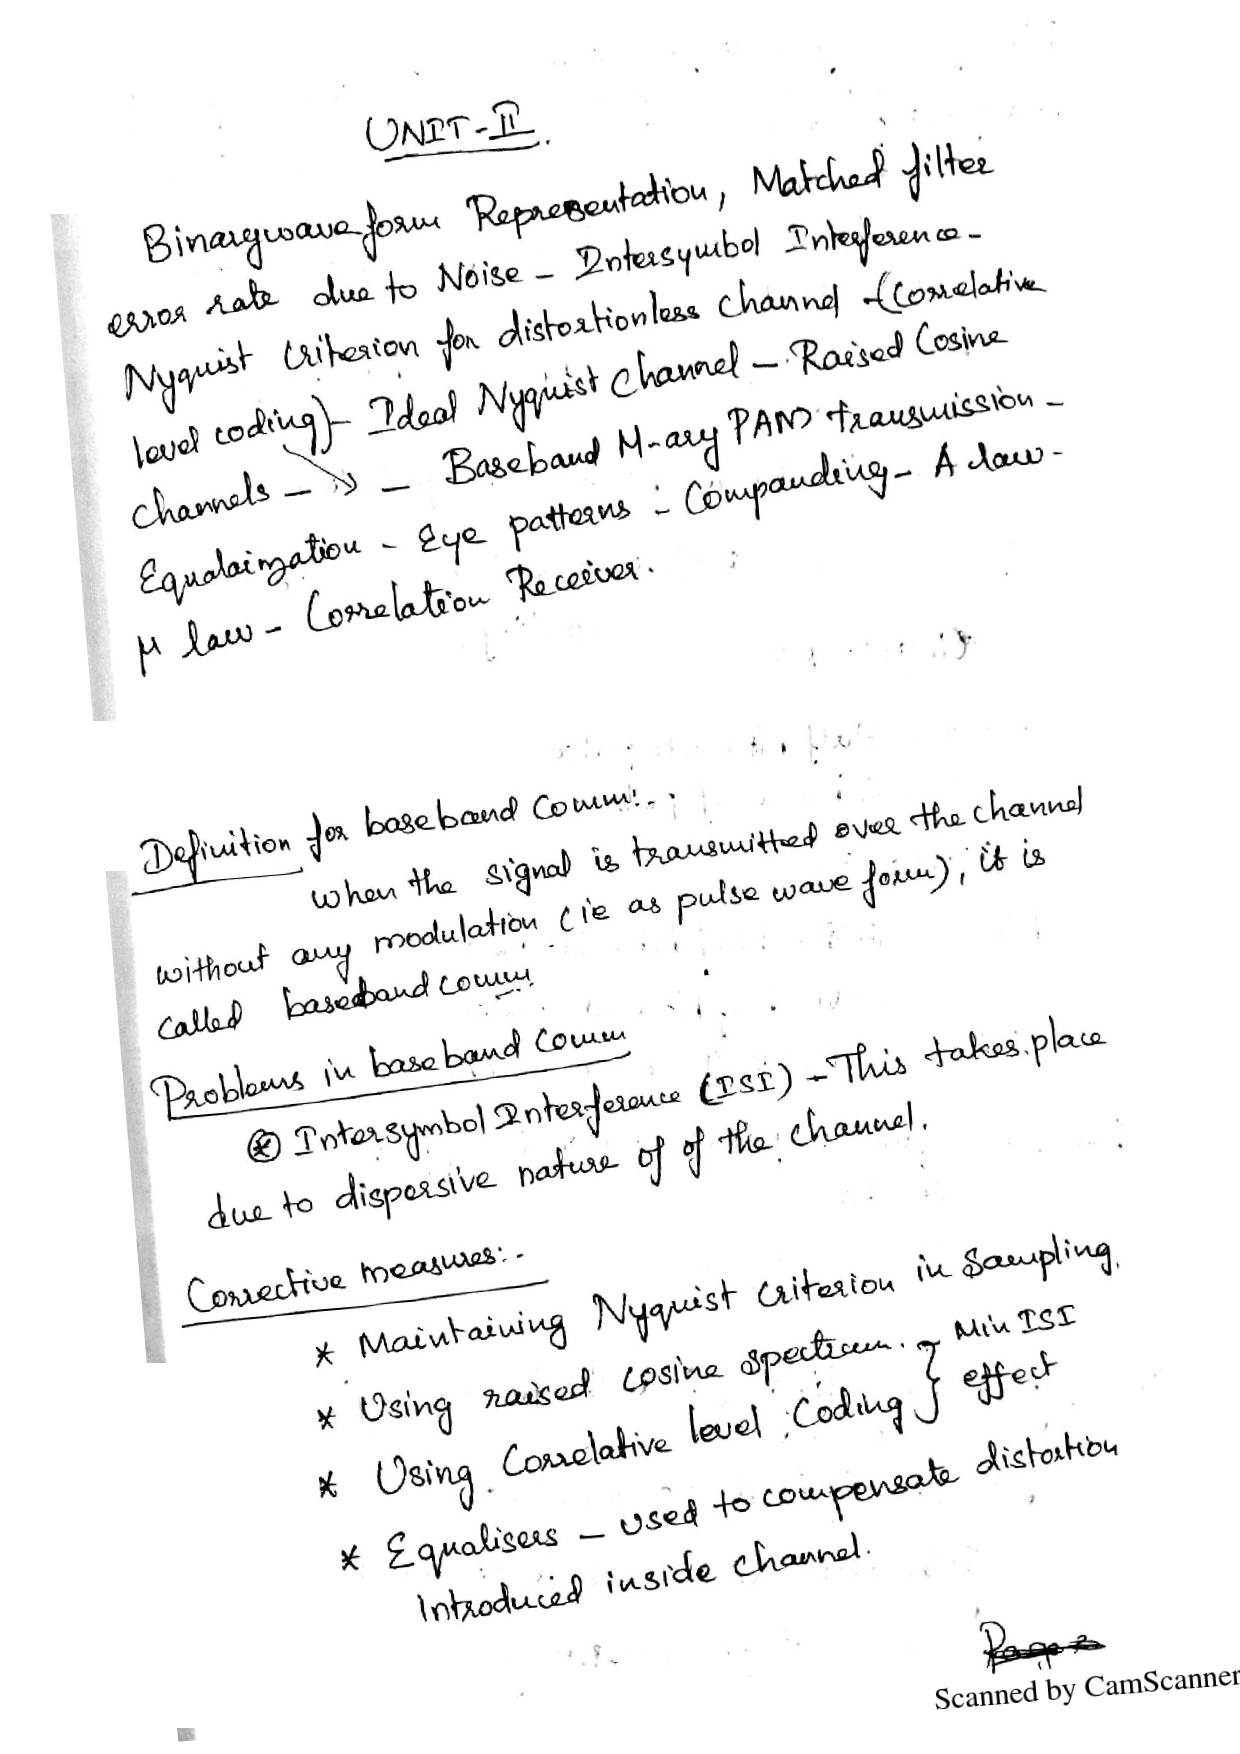 UNIT-II.
Binarywaveform Representation, Matched filter
error rate due to Noise - Intersymbol Interference -
Nyquist Criterion for distortionless channel - (Correlative
level coding) - Ideal Nyquist channel - Raised Cosine
channels - - Baseband M-ary PAM transmission -
Equalaization - Eye patterns - Companding - A law -
μ law - Correlation Receiver.
Definition for baseband Comm:-
When the signal is transmitted over the channel
without any modulation (ie as pulse wave form), it is
called baseband comm
Problems in baseband Comm
* Intersymbol Interference (ISI) - This takes place
due to dispersive nature of of the channel.
Corrective measures:-
* Maintaining Nyquist Criterion in Sampling.
* Using raised cosine spectrum. } Min ISI
* Using Correlative level Coding } effect
* Equalisers - used to compensate distortion
Introduced inside channel.
Page 2
Scanned by CamScanner